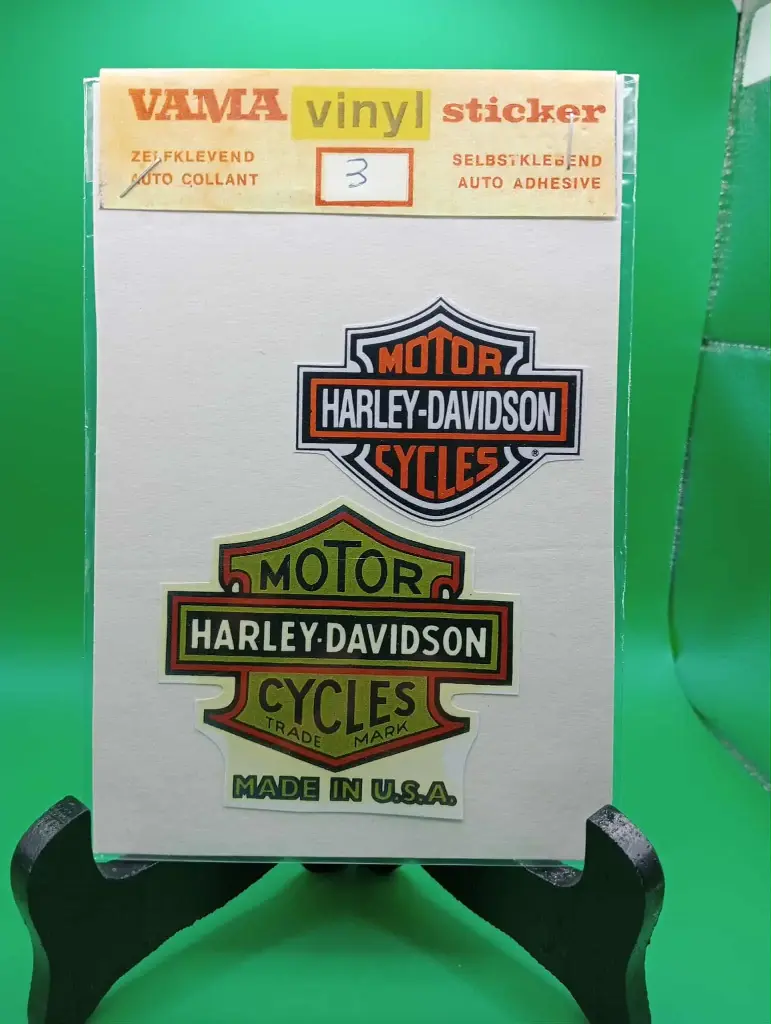 VAMA vinyl sticker
ZELFKLEVEND
AUTO COLLANT
3
SELBSTKLEBEND
AUTO ADHESIVE
MOTOR
HARLEY-DAVIDSON
CYCLES
®
MOTOR
HARLEY·DAVIDSON
CYCLES
TRADE MARK
MADE IN U.S.A.